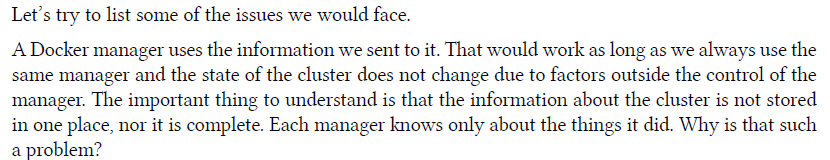 Let’s try to list some of the issues we would face.
A Docker manager uses the information we sent to it. That would work as long as we always use the
same manager and the state of the cluster does not change due to factors outside the control of the
manager. The important thing to understand is that the information about the cluster is not stored
in one place, nor it is complete. Each manager knows only about the things it did. Why is that such
a problem?